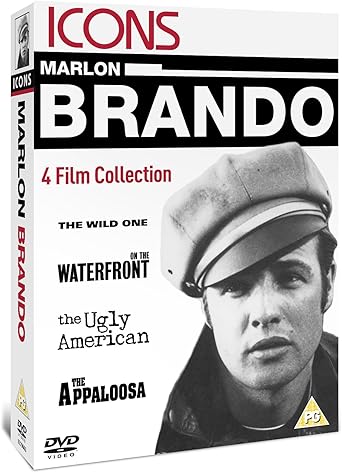 ICONS
MARLON
BRANDO
4 Film Collection
THE WILD ONE
ON THE
WATERFRONT
the Ugly
American
THE
APPALOOSA
DVD
VIDEO
PG
ICONS
MARLON BRANDO
PG
DVD